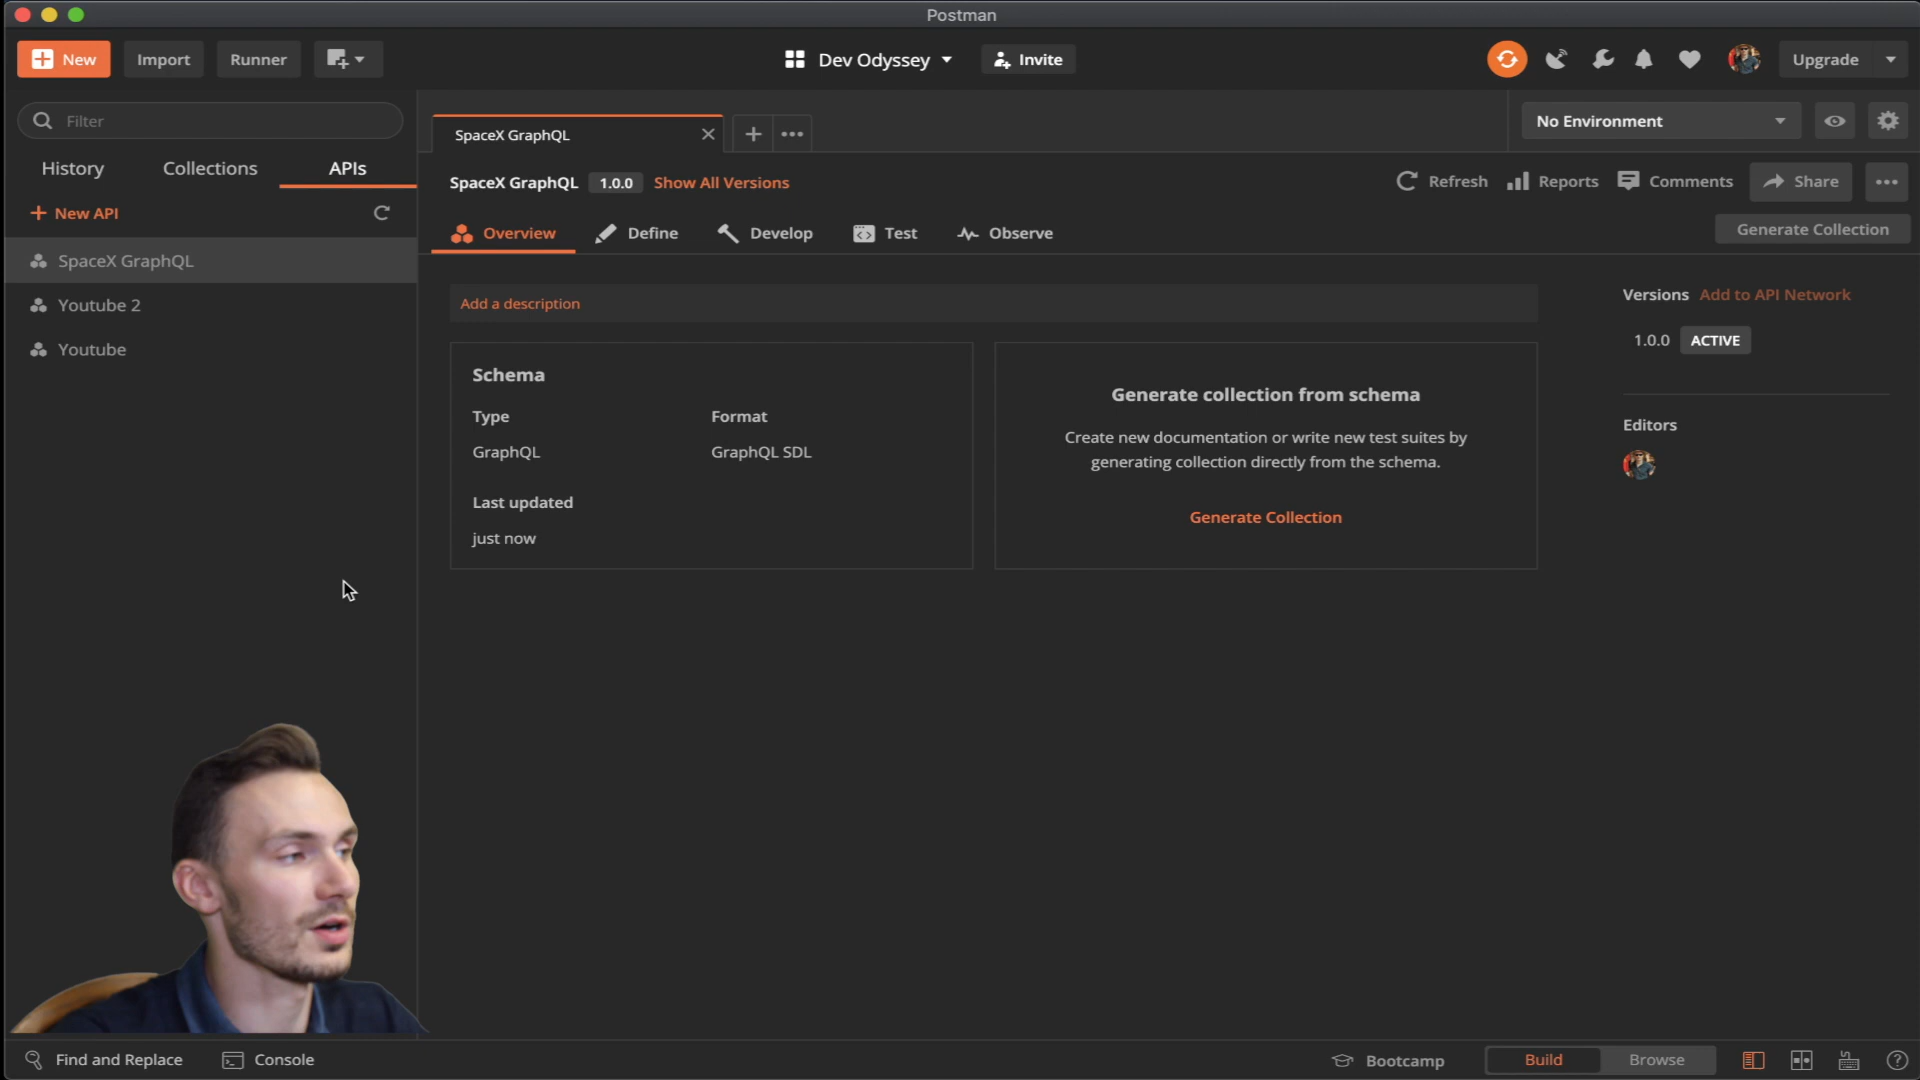 Postman
New
Import
Runner
Dev Odyssey
Invite
Upgrade
Filter
SpaceX GraphQL
No Environment
History
Collections
APIs
SpaceX GraphQL
1.0.0
Show All Versions
Refresh
Reports
Comments
Share
New API
Overview
Define
Develop
Test
Observe
Generate Collection
SpaceX GraphQL
Youtube 2
Youtube
Add a description
Versions
Add to API Network
1.0.0
ACTIVE
Schema
Type
Format
GraphQL
GraphQL SDL
Last updated
just now
Generate collection from schema
Create new documentation or write new test suites by
generating collection directly from the schema.
Generate Collection
Editors
Find and Replace
Console
Bootcamp
Build
Browse